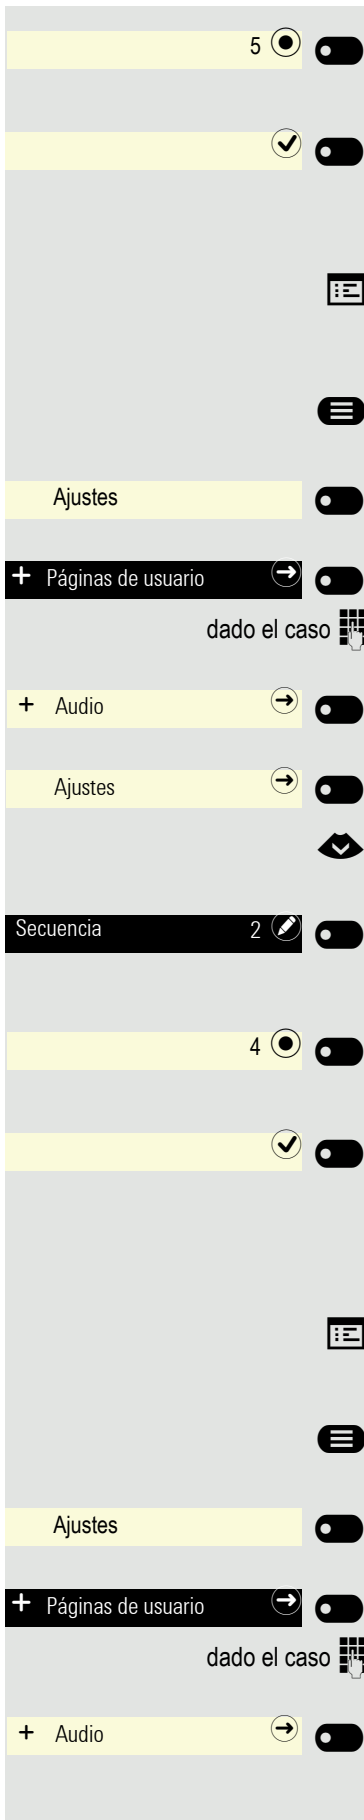 5
Ajustes
+ Páginas de usuario
dado el caso
+ Audio
Ajustes
Secuencia 2
4
Ajustes
+ Páginas de usuario
dado el caso
+ Audio